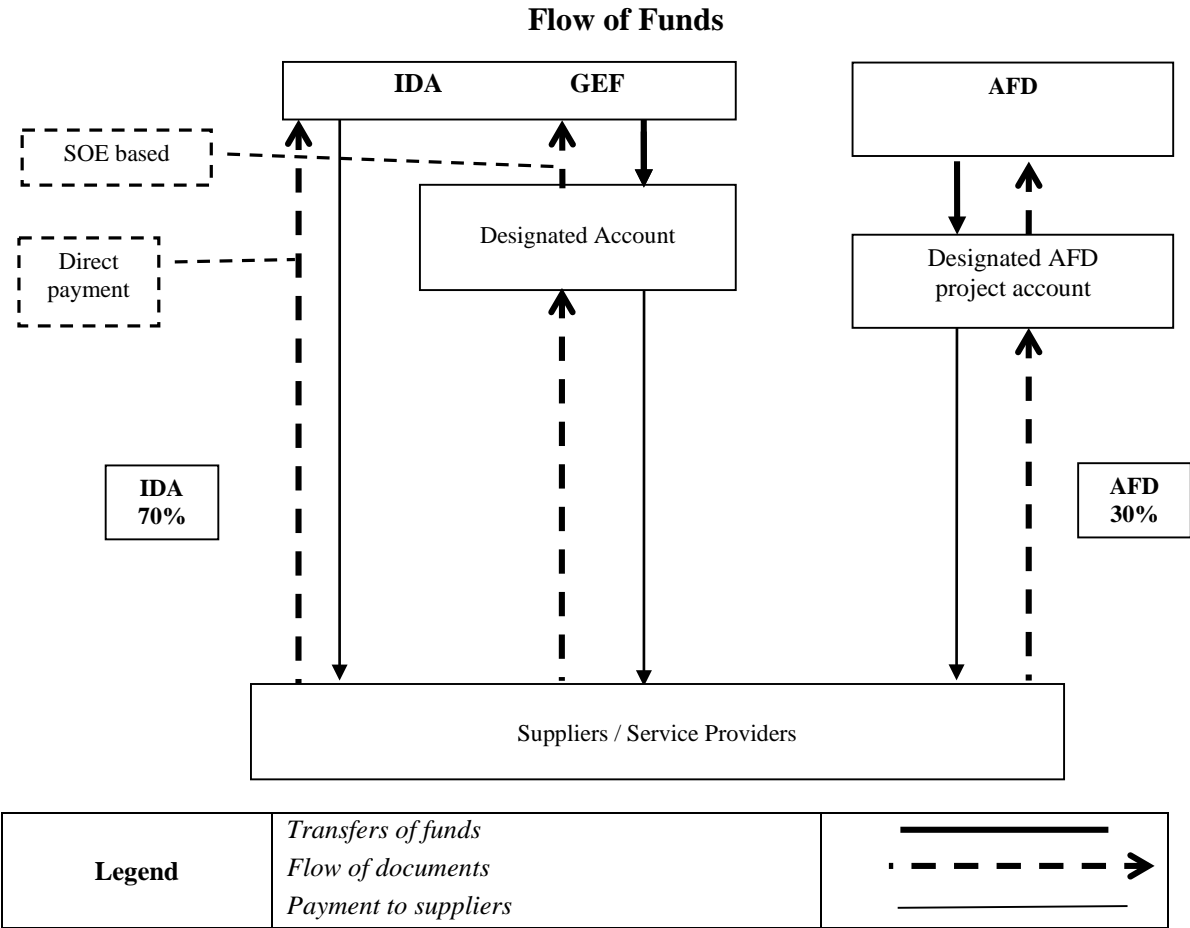 Flow of Funds
IDA GEF
AFD
SOE based
Designated Account
Direct
payment
Designated AFD
project account
IDA
70%
AFD
30%
Suppliers / Service Providers
Legend
Transfers of funds
Flow of documents
Payment to suppliers